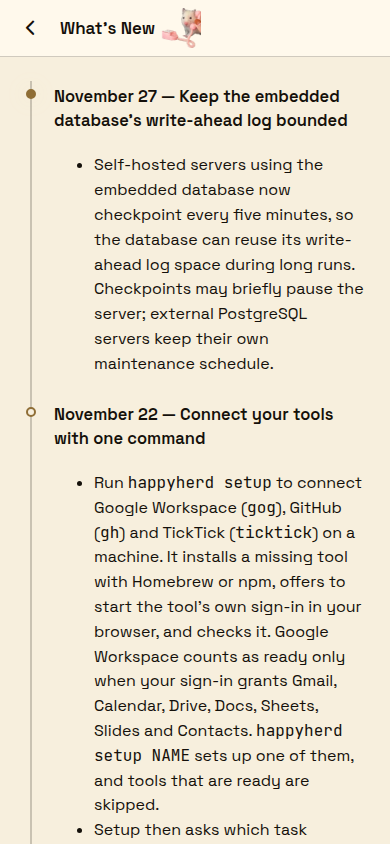 What's New
November 27 — Keep the embedded
database's write-ahead log bounded
• Self-hosted servers using the
embedded database now
checkpoint every five minutes, so
the database can reuse its write-
ahead log space during long runs.
Checkpoints may briefly pause the
server; external PostgreSQL
servers keep their own
maintenance schedule.
November 22 — Connect your tools
with one command
• Run happyherd setup to connect
Google Workspace (gog), GitHub
(gh) and TickTick (ticktick) on a
machine. It installs a missing tool
with Homebrew or npm, offers to
start the tool's own sign-in in your
browser, and checks it. Google
Workspace counts as ready only
when your sign-in grants Gmail,
Calendar, Drive, Docs, Sheets,
Slides and Contacts. happyherd
setup NAME sets up one of them,
and tools that are ready are
skipped.
• Setup then asks which task